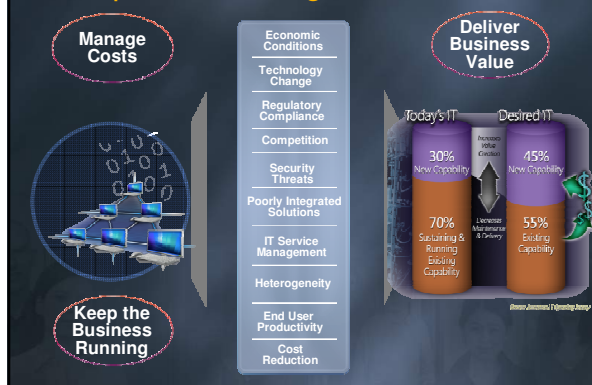 Manage
Costs
Keep the
Business
Running
Economic
Conditions
Technology
Change
Regulatory
Compliance
Competition
Security
Threats
Poorly Integrated
Solutions
IT Service
Management
Heterogeneity
End User
Productivity
Cost
Reduction
Deliver
Business
Value
Today's IT
Desired IT
30%
New Capability
70%
Sustaining &
Running
Existing
Capability
Increases
Value
Creation
Decreases
Maintenance
& Delivery
45%
New Capability
55%
Existing
Capability
$
$